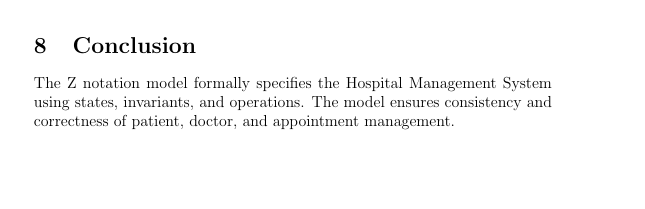 8 Conclusion
The Z notation model formally specifies the Hospital Management System
using states, invariants, and operations. The model ensures consistency and
correctness of patient, doctor, and appointment management.